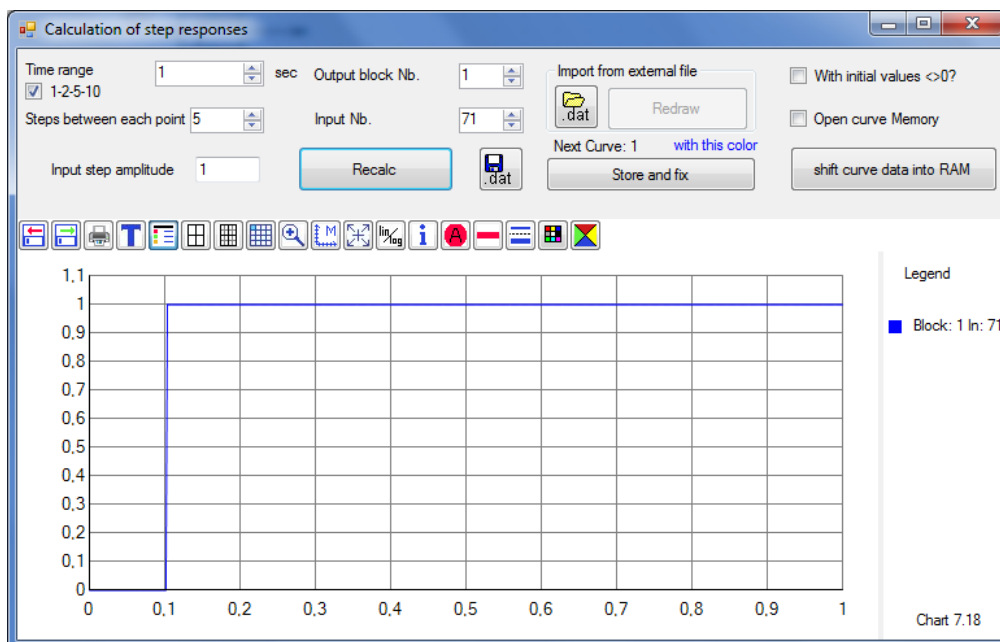 Calculation of step responses
Time range 1 sec Output block Nb. 1 Import from external file With initial values <>0?
1-2-5-10 .dat Redraw
Steps between each point 5 Input Nb. 71 Open curve Memory
Next Curve: 1 with this color
Input step amplitude 1 Recalc .dat Store and fix shift curve data into RAM
T M lin/log i A
1,1
1
0,9
0,8
0,7
0,6
0,5
0,4
0,3
0,2
0,1
0
0 0,1 0,2 0,3 0,4 0,5 0,6 0,7 0,8 0,9 1
Legend
Block: 1 In: 71
Chart 7.18